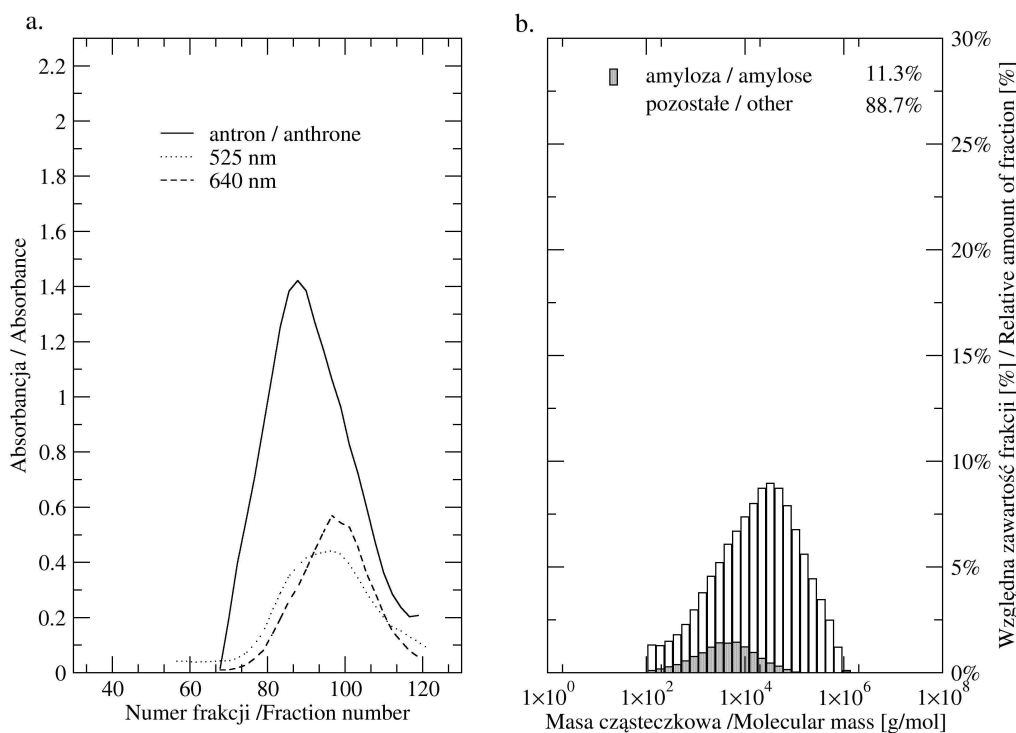 a.
2.2
2
1.8
1.6
1.4
1.2
1
0.8
0.6
0.4
0.2
0
Absorbancja / Absorbance
antron / anthrone
525 nm
640 nm
40 60 80 100 120
Numer frakcji /Fraction number
b.
amyloza / amylose 11.3%
pozostałe / other 88.7%
30%
25%
20%
15%
10%
5%
0%
Względna zawartość frakcji [%] / Relative amount of fraction [%]
1×10⁰ 1×10² 1×10⁴ 1×10⁶ 1×10⁸
Masa cząsteczkowa /Molecular mass [g/mol]